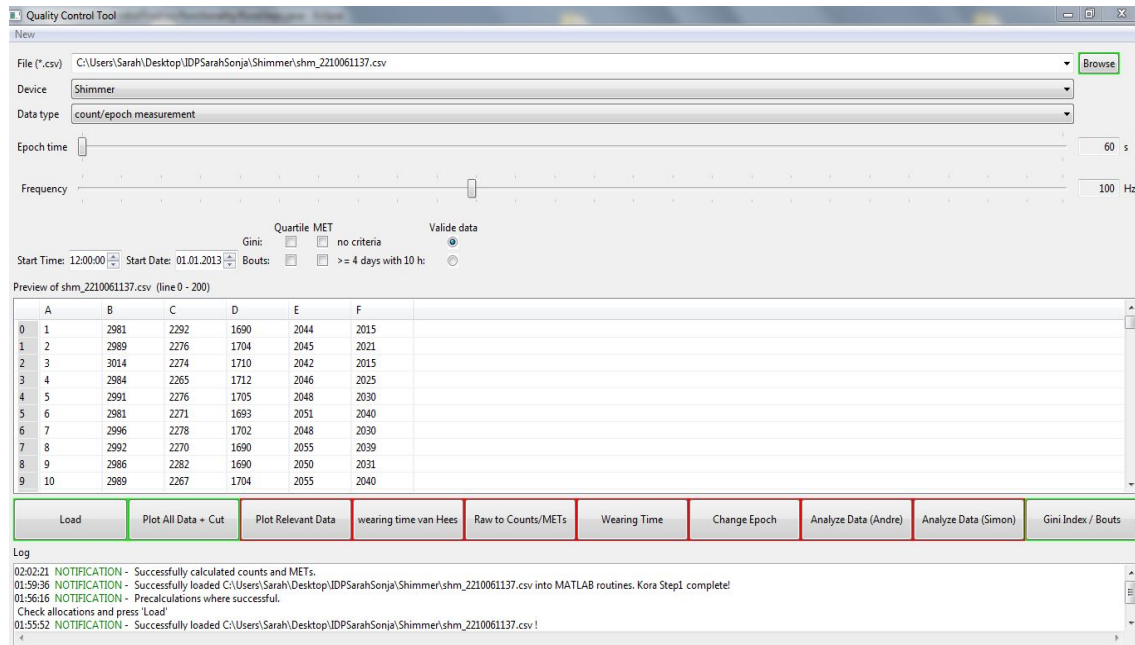 Quality Control Tool
New
File (*.csv) C:\Users\Sarah\Desktop\IDPSarahSonja\Shimmer\shm_2210061137.csv Browse
Device Shimmer
Data type count/epoch measurement
Epoch time 60 s
Frequency 100 Hz
Quartile MET Valide data
Gini: no criteria
Start Time: 12:00:00 Start Date: 01.01.2013 Bouts: >= 4 days with 10 h:
Preview of shm_2210061137.csv (line 0 - 200)
A B C D E F
0 1 2981 2292 1690 2044 2015
1 2 2989 2276 1704 2045 2021
2 3 3014 2274 1710 2042 2015
3 4 2984 2265 1712 2046 2025
4 5 2991 2276 1705 2048 2030
5 6 2981 2271 1693 2051 2040
6 7 2996 2278 1702 2048 2030
7 8 2992 2270 1690 2055 2039
8 9 2986 2282 1690 2050 2031
9 10 2989 2267 1704 2055 2040
Load Plot All Data + Cut Plot Relevant Data wearing time van Hees Raw to Counts/METs Wearing Time Change Epoch Analyze Data (Andre) Analyze Data (Simon) Gini Index / Bouts
Log
02:02:21 NOTIFICATION - Successfully calculated counts and METs.
01:59:36 NOTIFICATION - Successfully loaded C:\Users\Sarah\Desktop\IDPSarahSonja\Shimmer\shm_2210061137.csv into MATLAB routines. Kora Step1 complete!
01:56:16 NOTIFICATION - Precalculations where successful.
Check allocations and press 'Load'
01:55:52 NOTIFICATION - Successfully loaded C:\Users\Sarah\Desktop\IDPSarahSonja\Shimmer\shm_2210061137.csv !